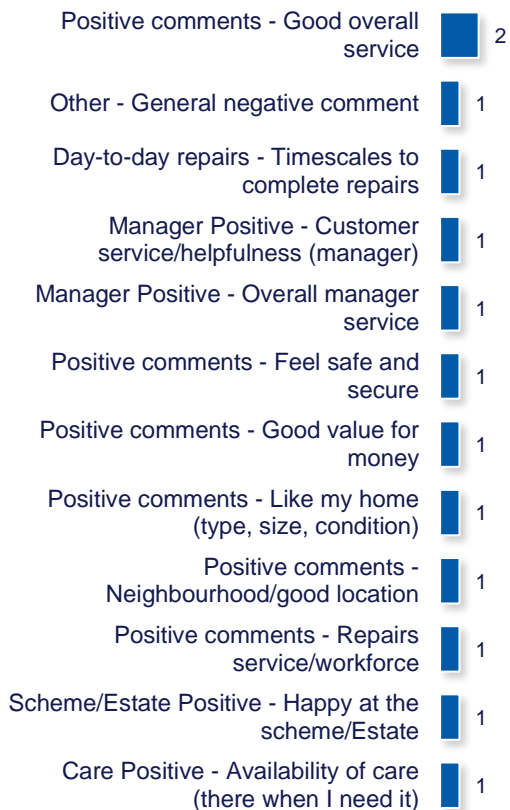 Positive comments - Good overall
service
2
Other - General negative comment
1
Day-to-day repairs - Timescales to
complete repairs
1
Manager Positive - Customer
service/helpfulness (manager)
1
Manager Positive - Overall manager
service
1
Positive comments - Feel safe and
secure
1
Positive comments - Good value for
money
1
Positive comments - Like my home
(type, size, condition)
1
Positive comments -
Neighbourhood/good location
1
Positive comments - Repairs
service/workforce
1
Scheme/Estate Positive - Happy at the
scheme/Estate
1
Care Positive - Availability of care
(there when I need it)
1